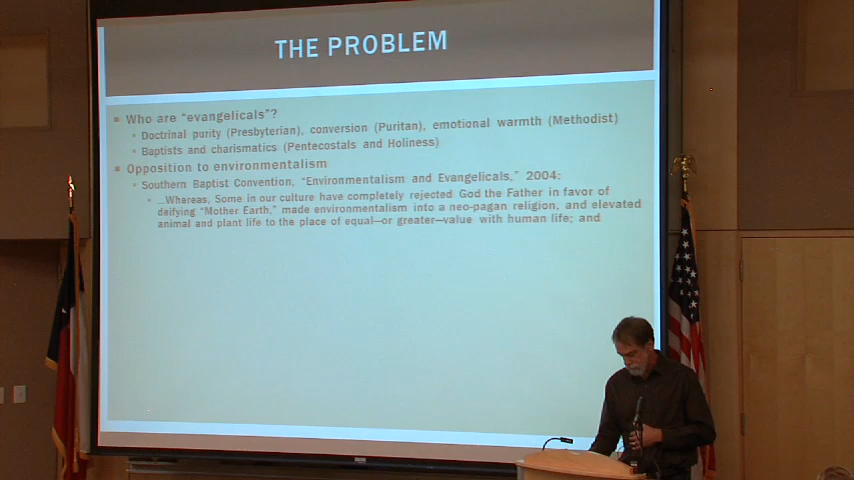 THE PROBLEM
Who are "evangelicals"?
Doctrinal purity (Presbyterian), conversion (Puritan), emotional warmth (Methodist)
Baptists and charismatics (Pentecostals and Holiness)
Opposition to environmentalism
Southern Baptist Convention, "Environmentalism and Evangelicals," 2004:
…Whereas, Some in our culture have completely rejected God the Father in favor of
deifying "Mother Earth," made environmentalism into a neo-pagan religion, and elevated
animal and plant life to the place of equal—or greater—value with human life; and